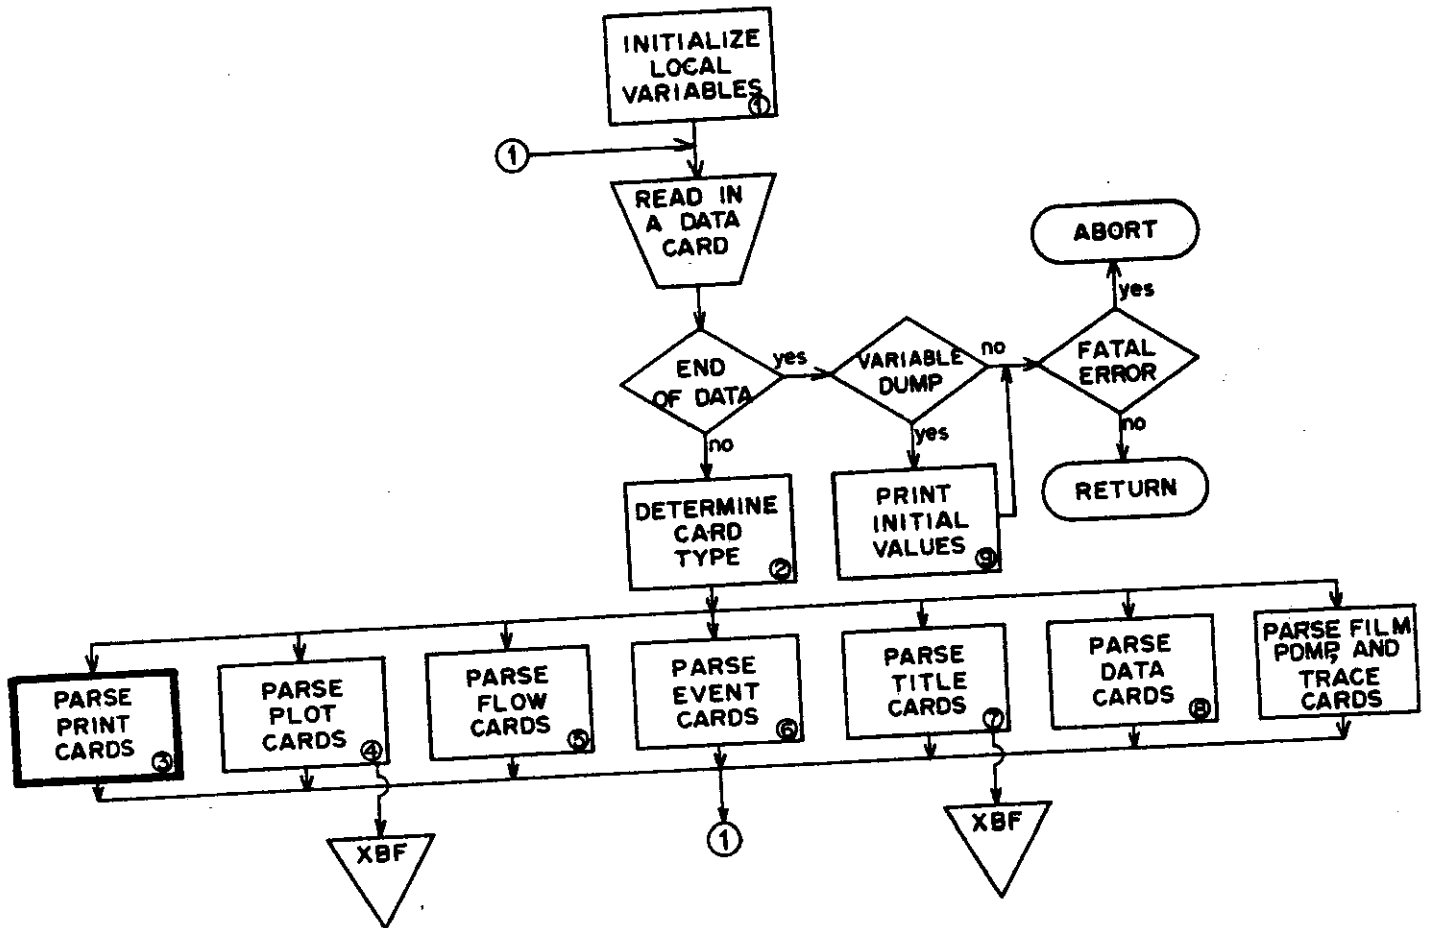 INITIALIZE
LOCAL
VARIABLES
①
①
READ IN
A DATA
CARD
ABORT
yes
END
OF DATA
yes
VARIABLE
DUMP
no
FATAL
ERROR
no
yes
no
RETURN
DETERMINE
CARD
TYPE
②
PRINT
INITIAL
VALUES
⑨
PARSE
PRINT
CARDS
③
PARSE
PLOT
CARDS
④
PARSE
FLOW
CARDS
⑤
PARSE
EVENT
CARDS
⑥
PARSE
TITLE
CARDS
⑦
PARSE
DATA
CARDS
⑧
PARSE FILM
PDMP, AND
TRACE
CARDS
XBF
①
XBF